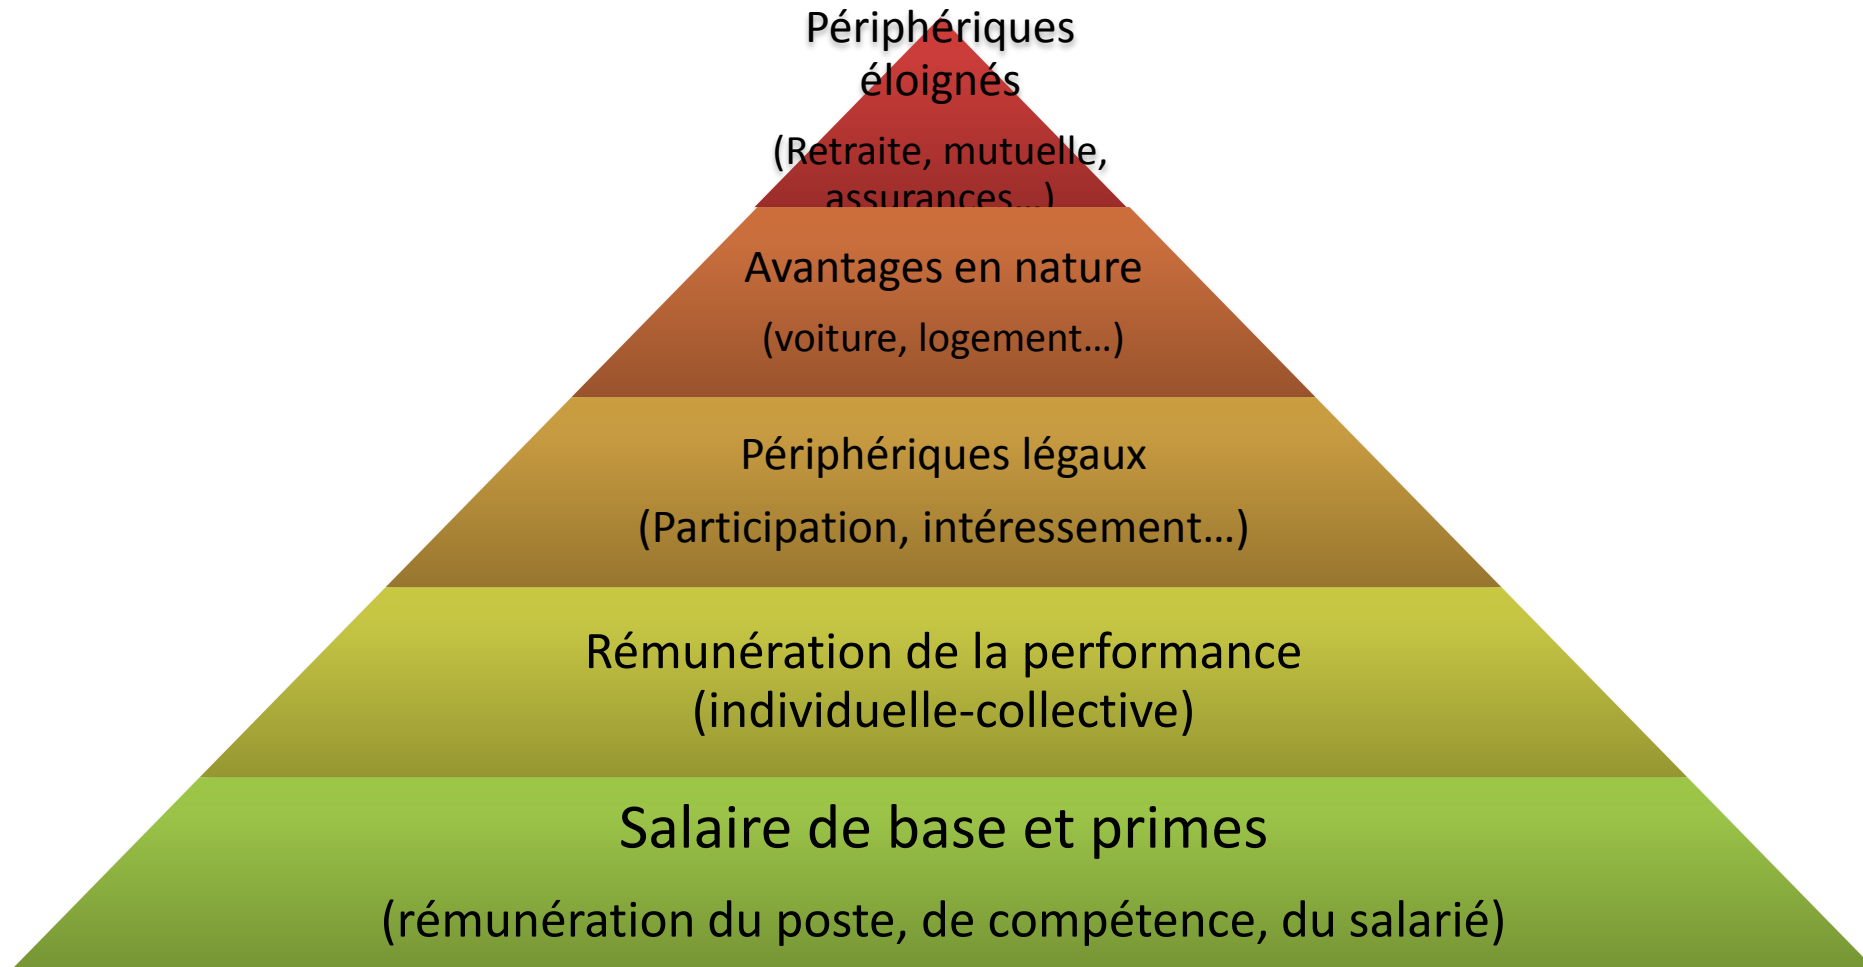 Périphériques
éloignés
(Retraite, mutuelle,
assurances…)
Avantages en nature
(voiture, logement…)
Périphériques légaux
(Participation, intéressement…)
Rémunération de la performance
(individuelle-collective)
Salaire de base et primes
(rémunération du poste, de compétence, du salarié)